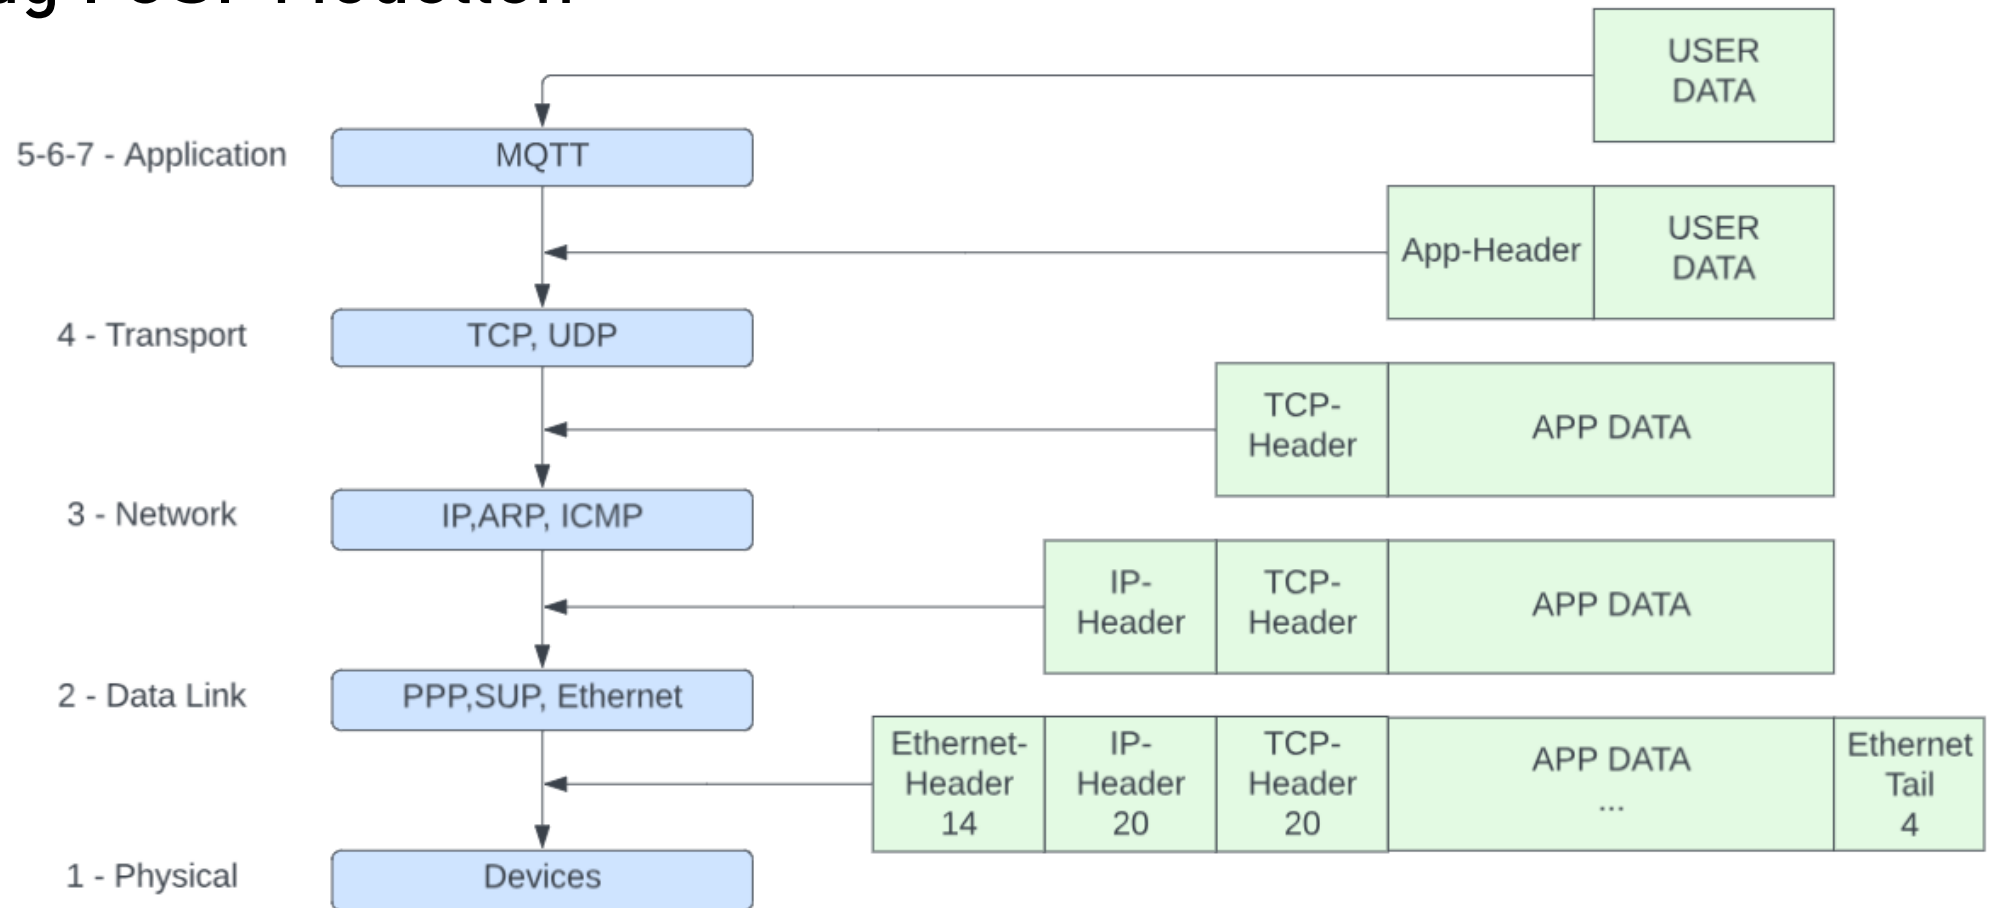 USER
DATA
5-6-7 - Application
MQTT
App-Header
USER
DATA
4 - Transport
TCP, UDP
TCP-
Header
APP DATA
3 - Network
IP,ARP, ICMP
IP-
Header
TCP-
Header
APP DATA
2 - Data Link
PPP,SUP, Ethernet
Ethernet-
Header
14
IP-
Header
20
TCP-
Header
20
APP DATA
...
Ethernet
Tail
4
1 - Physical
Devices